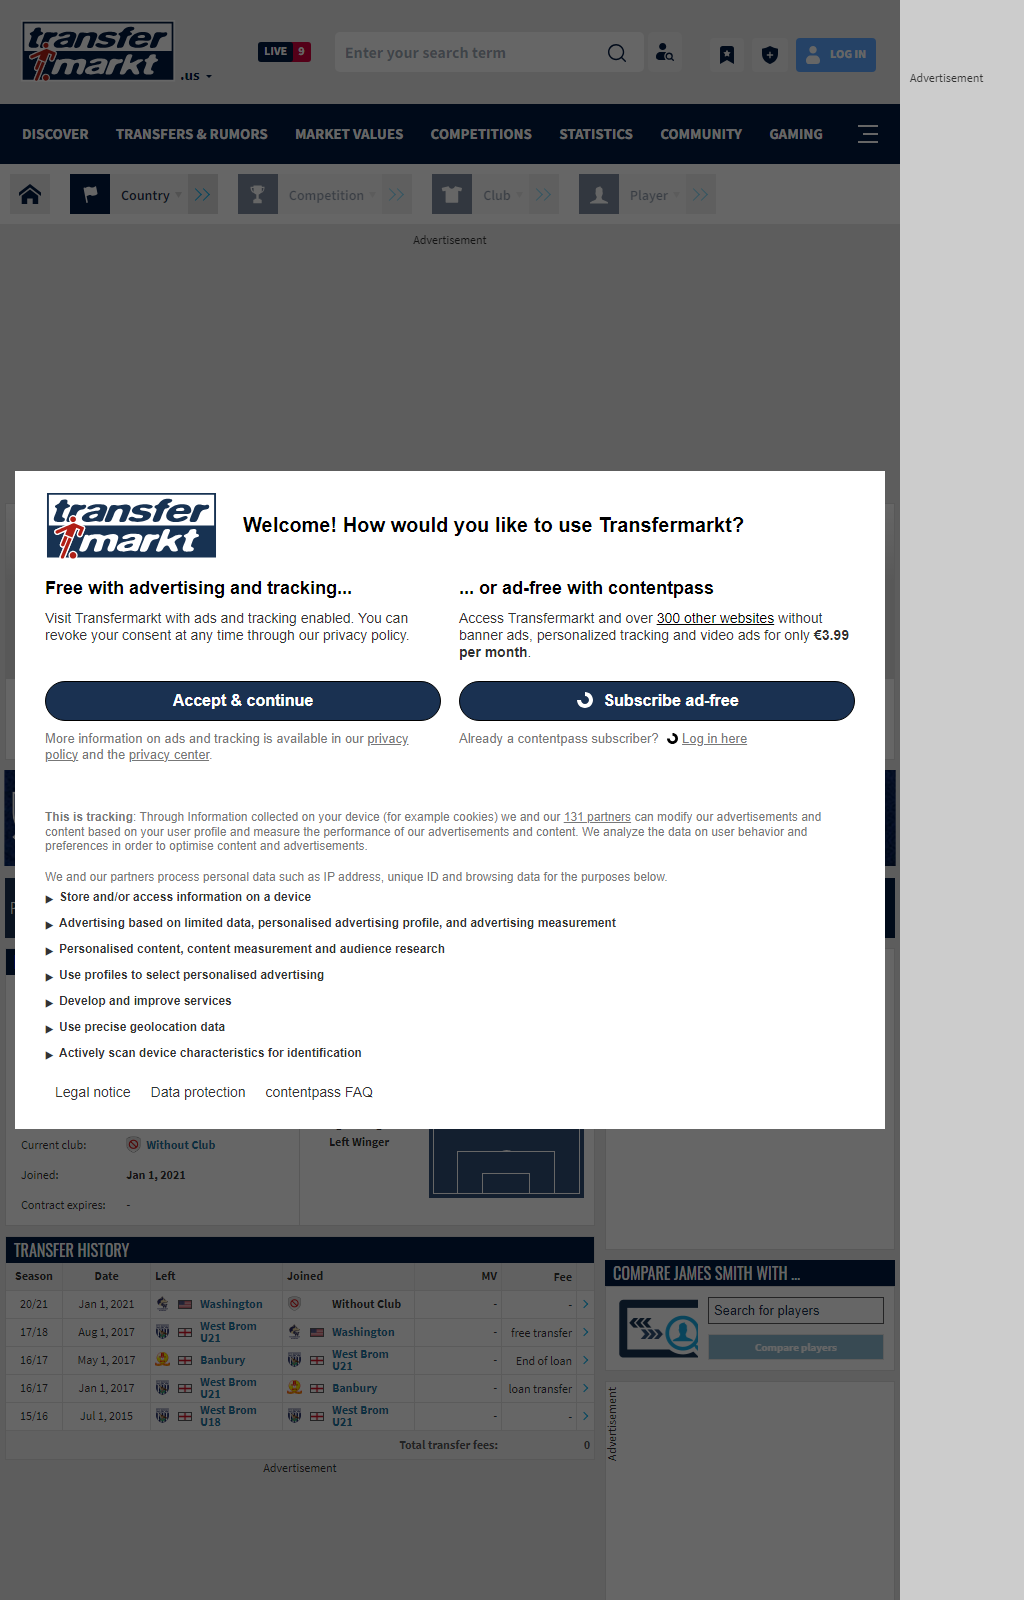 transfer
markt
.us
LIVE 9
Enter your search term
LOG IN
Advertisement
DISCOVER TRANSFERS & RUMORS MARKET VALUES COMPETITIONS STATISTICS COMMUNITY GAMING
Country Competition Club Player
Advertisement
transfer
markt
Welcome! How would you like to use Transfermarkt?
Free with advertising and tracking...
Visit Transfermarkt with ads and tracking enabled. You can
revoke your consent at any time through our privacy policy.
Accept & continue
More information on ads and tracking is available in our privacy
policy and the privacy center.
... or ad-free with contentpass
Access Transfermarkt and over 300 other websites without
banner ads, personalized tracking and video ads for only €3.99
per month.
Subscribe ad-free
Already a contentpass subscriber? Log in here
This is tracking: Through Information collected on your device (for example cookies) we and our 131 partners can modify our advertisements and
content based on your user profile and measure the performance of our advertisements and content. We analyze the data on user behavior and
preferences in order to optimise content and advertisements.
We and our partners process personal data such as IP address, unique ID and browsing data for the purposes below.
Store and/or access information on a device
Advertising based on limited data, personalised advertising profile, and advertising measurement
Personalised content, content measurement and audience research
Use profiles to select personalised advertising
Develop and improve services
Use precise geolocation data
Actively scan device characteristics for identification
Legal notice Data protection contentpass FAQ
Current club: Without Club
Joined: Jan 1, 2021
Contract expires: -
Left Winger
TRANSFER HISTORY
Season Date Left Joined MV Fee
20/21 Jan 1, 2021 Washington Without Club - -
17/18 Aug 1, 2017 West Brom U21 Washington - free transfer
16/17 May 1, 2017 Banbury West Brom U21 - End of loan
16/17 Jan 1, 2017 West Brom U21 Banbury - loan transfer
15/16 Jul 1, 2015 West Brom U18 West Brom U21 - -
Total transfer fees: 0
Advertisement
COMPARE JAMES SMITH WITH ...
Search for players
Compare players
Advertisement